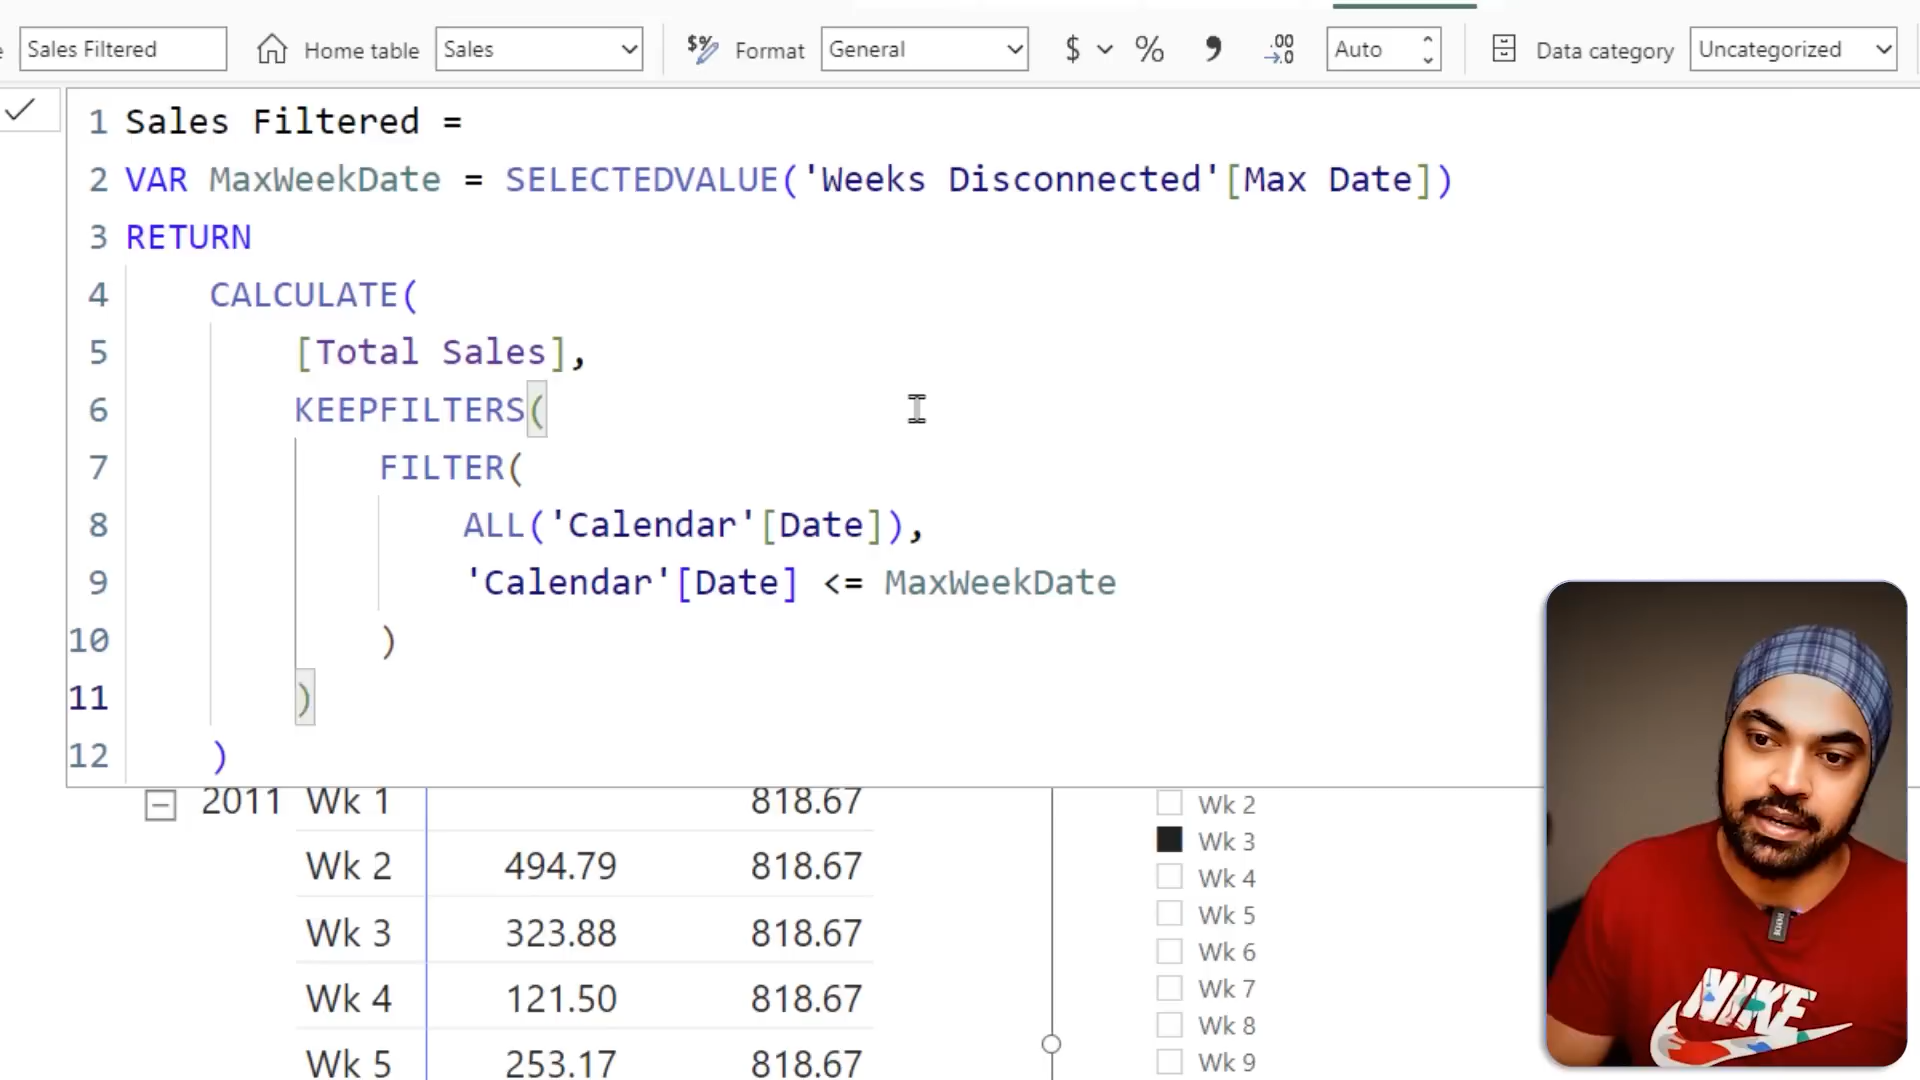 Sales Filtered
Home table
Sales
Format
General
$
%
Auto
Data category
Uncategorized
1 Sales Filtered =
2 VAR MaxWeekDate = SELECTEDVALUE('Weeks Disconnected'[Max Date])
3 RETURN
4 CALCULATE(
5 [Total Sales],
6 KEEPFILTERS(
7 FILTER(
8 ALL('Calendar'[Date]),
9 'Calendar'[Date] <= MaxWeekDate
10 )
11 )
12 )
2011 Wk 1 818.67
Wk 2 494.79 818.67
Wk 3 323.88 818.67
Wk 4 121.50 818.67
Wk 5 253.17 818.67
Wk 2
Wk 3
Wk 4
Wk 5
Wk 6
Wk 7
Wk 8
Wk 9
NIKE